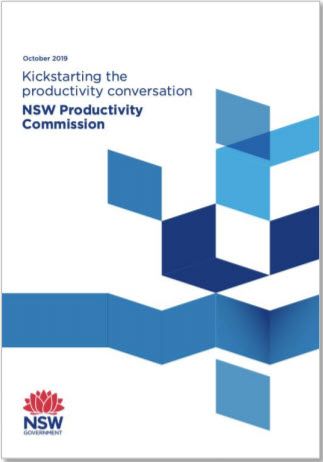 October 2019
Kickstarting the
productivity conversation
NSW Productivity
Commission
NSW
GOVERNMENT